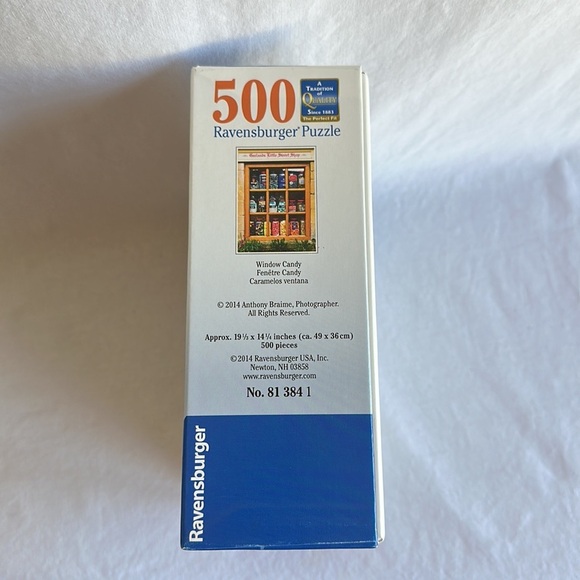 500
A
TRADITION
of
QUALITY
Since 1883
The Perfect Fit
Ravensburger® Puzzle
Window Candy
Fenêtre Candy
Caramelos ventana
© 2014 Anthony Braime, Photographer.
All Rights Reserved.
Approx. 19 ½ x 14 ¼ inches (ca. 49 x 36 cm)
500 pieces
© 2014 Ravensburger USA, Inc.
Newton, NH 03858
www.ravensburger.com
No. 81 384 1
Ravensburger